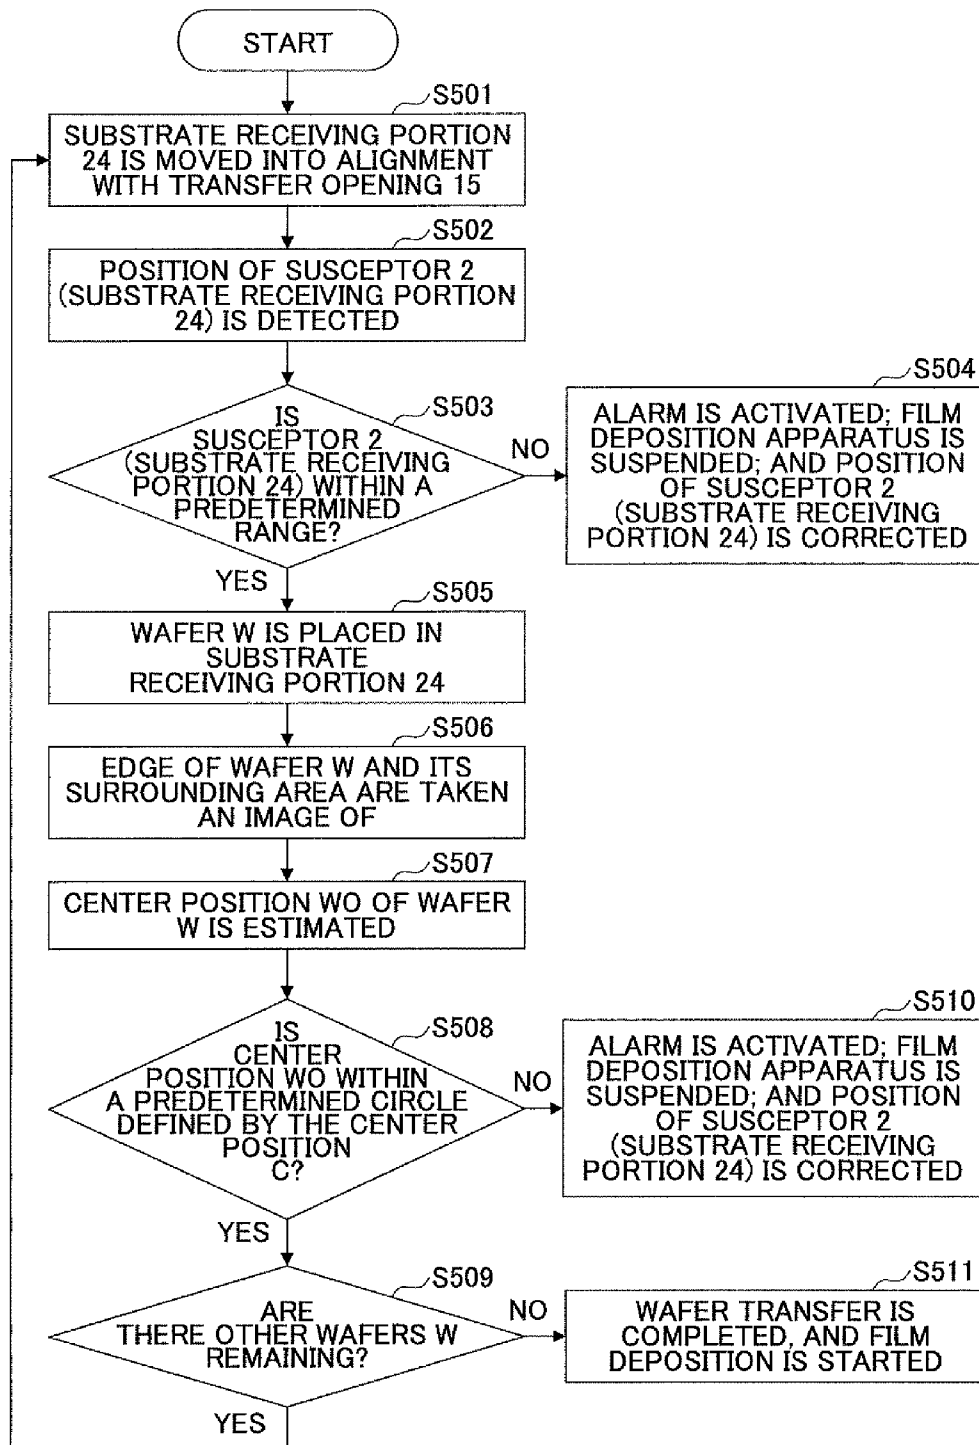 START
S501
SUBSTRATE RECEIVING PORTION
24 IS MOVED INTO ALIGNMENT
WITH TRANSFER OPENING 15
S502
POSITION OF SUSCEPTOR 2
(SUBSTRATE RECEIVING PORTION
24) IS DETECTED
S503
IS
SUSCEPTOR 2
(SUBSTRATE RECEIVING
PORTION 24) WITHIN A
PREDETERMINED
RANGE?
NO
S504
ALARM IS ACTIVATED; FILM
DEPOSITION APPARATUS IS
SUSPENDED; AND POSITION
OF SUSCEPTOR 2
(SUBSTRATE RECEIVING
PORTION 24) IS CORRECTED
YES
S505
WAFER W IS PLACED IN
SUBSTRATE
RECEIVING PORTION 24
S506
EDGE OF WAFER W AND ITS
SURROUNDING AREA ARE TAKEN
AN IMAGE OF
S507
CENTER POSITION WO OF WAFER
W IS ESTIMATED
S508
IS
CENTER
POSITION WO WITHIN
A PREDETERMINED CIRCLE
DEFINED BY THE CENTER
POSITION
C?
NO
S510
ALARM IS ACTIVATED; FILM
DEPOSITION APPARATUS IS
SUSPENDED; AND POSITION
OF SUSCEPTOR 2
(SUBSTRATE RECEIVING
PORTION 24) IS CORRECTED
YES
S509
ARE
THERE OTHER WAFERS W
REMAINING?
NO
S511
WAFER TRANSFER IS
COMPLETED, AND FILM
DEPOSITION IS STARTED
YES